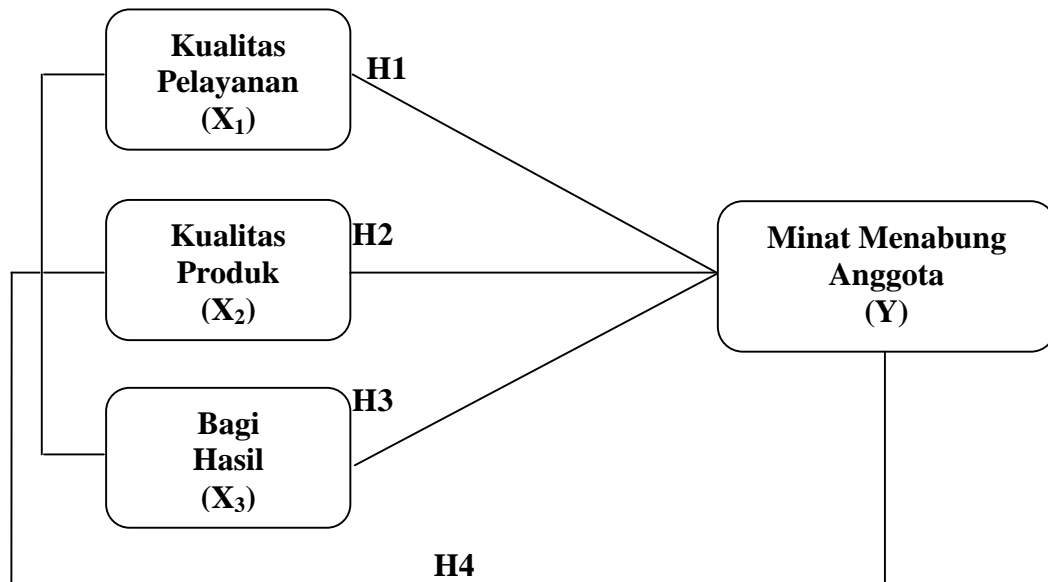 Kualitas
Pelayanan
(X₁)
H1
Kualitas
Produk
(X₂)
H2
Minat Menabung
Anggota
(Y)
Bagi
Hasil
(X₃)
H3
H4